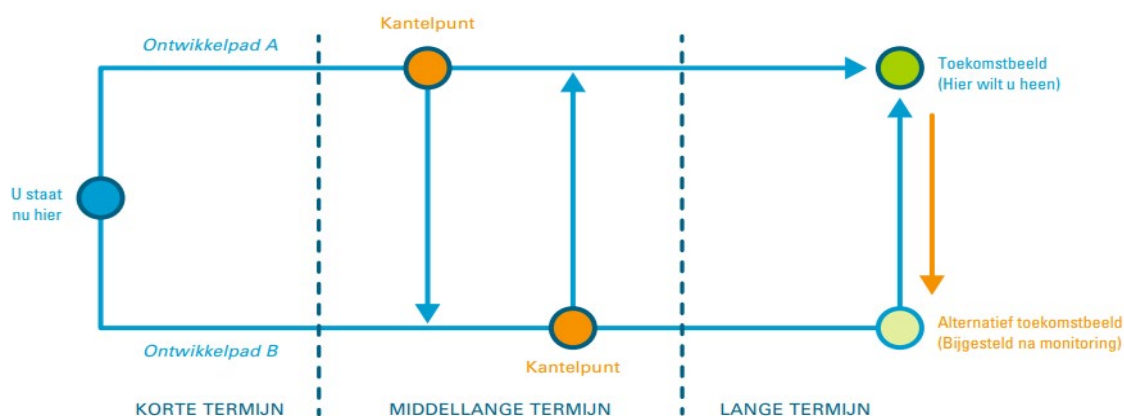 Kantelpunt
Ontwikkelpad A
Toekomstbeeld
(Hier wilt u heen)
U staat
nu hier
Alternatief toekomstbeeld
(Bijgesteld na monitoring)
Ontwikkelpad B
Kantelpunt
KORTE TERMIJN
MIDDELLANGE TERMIJN
LANGE TERMIJN